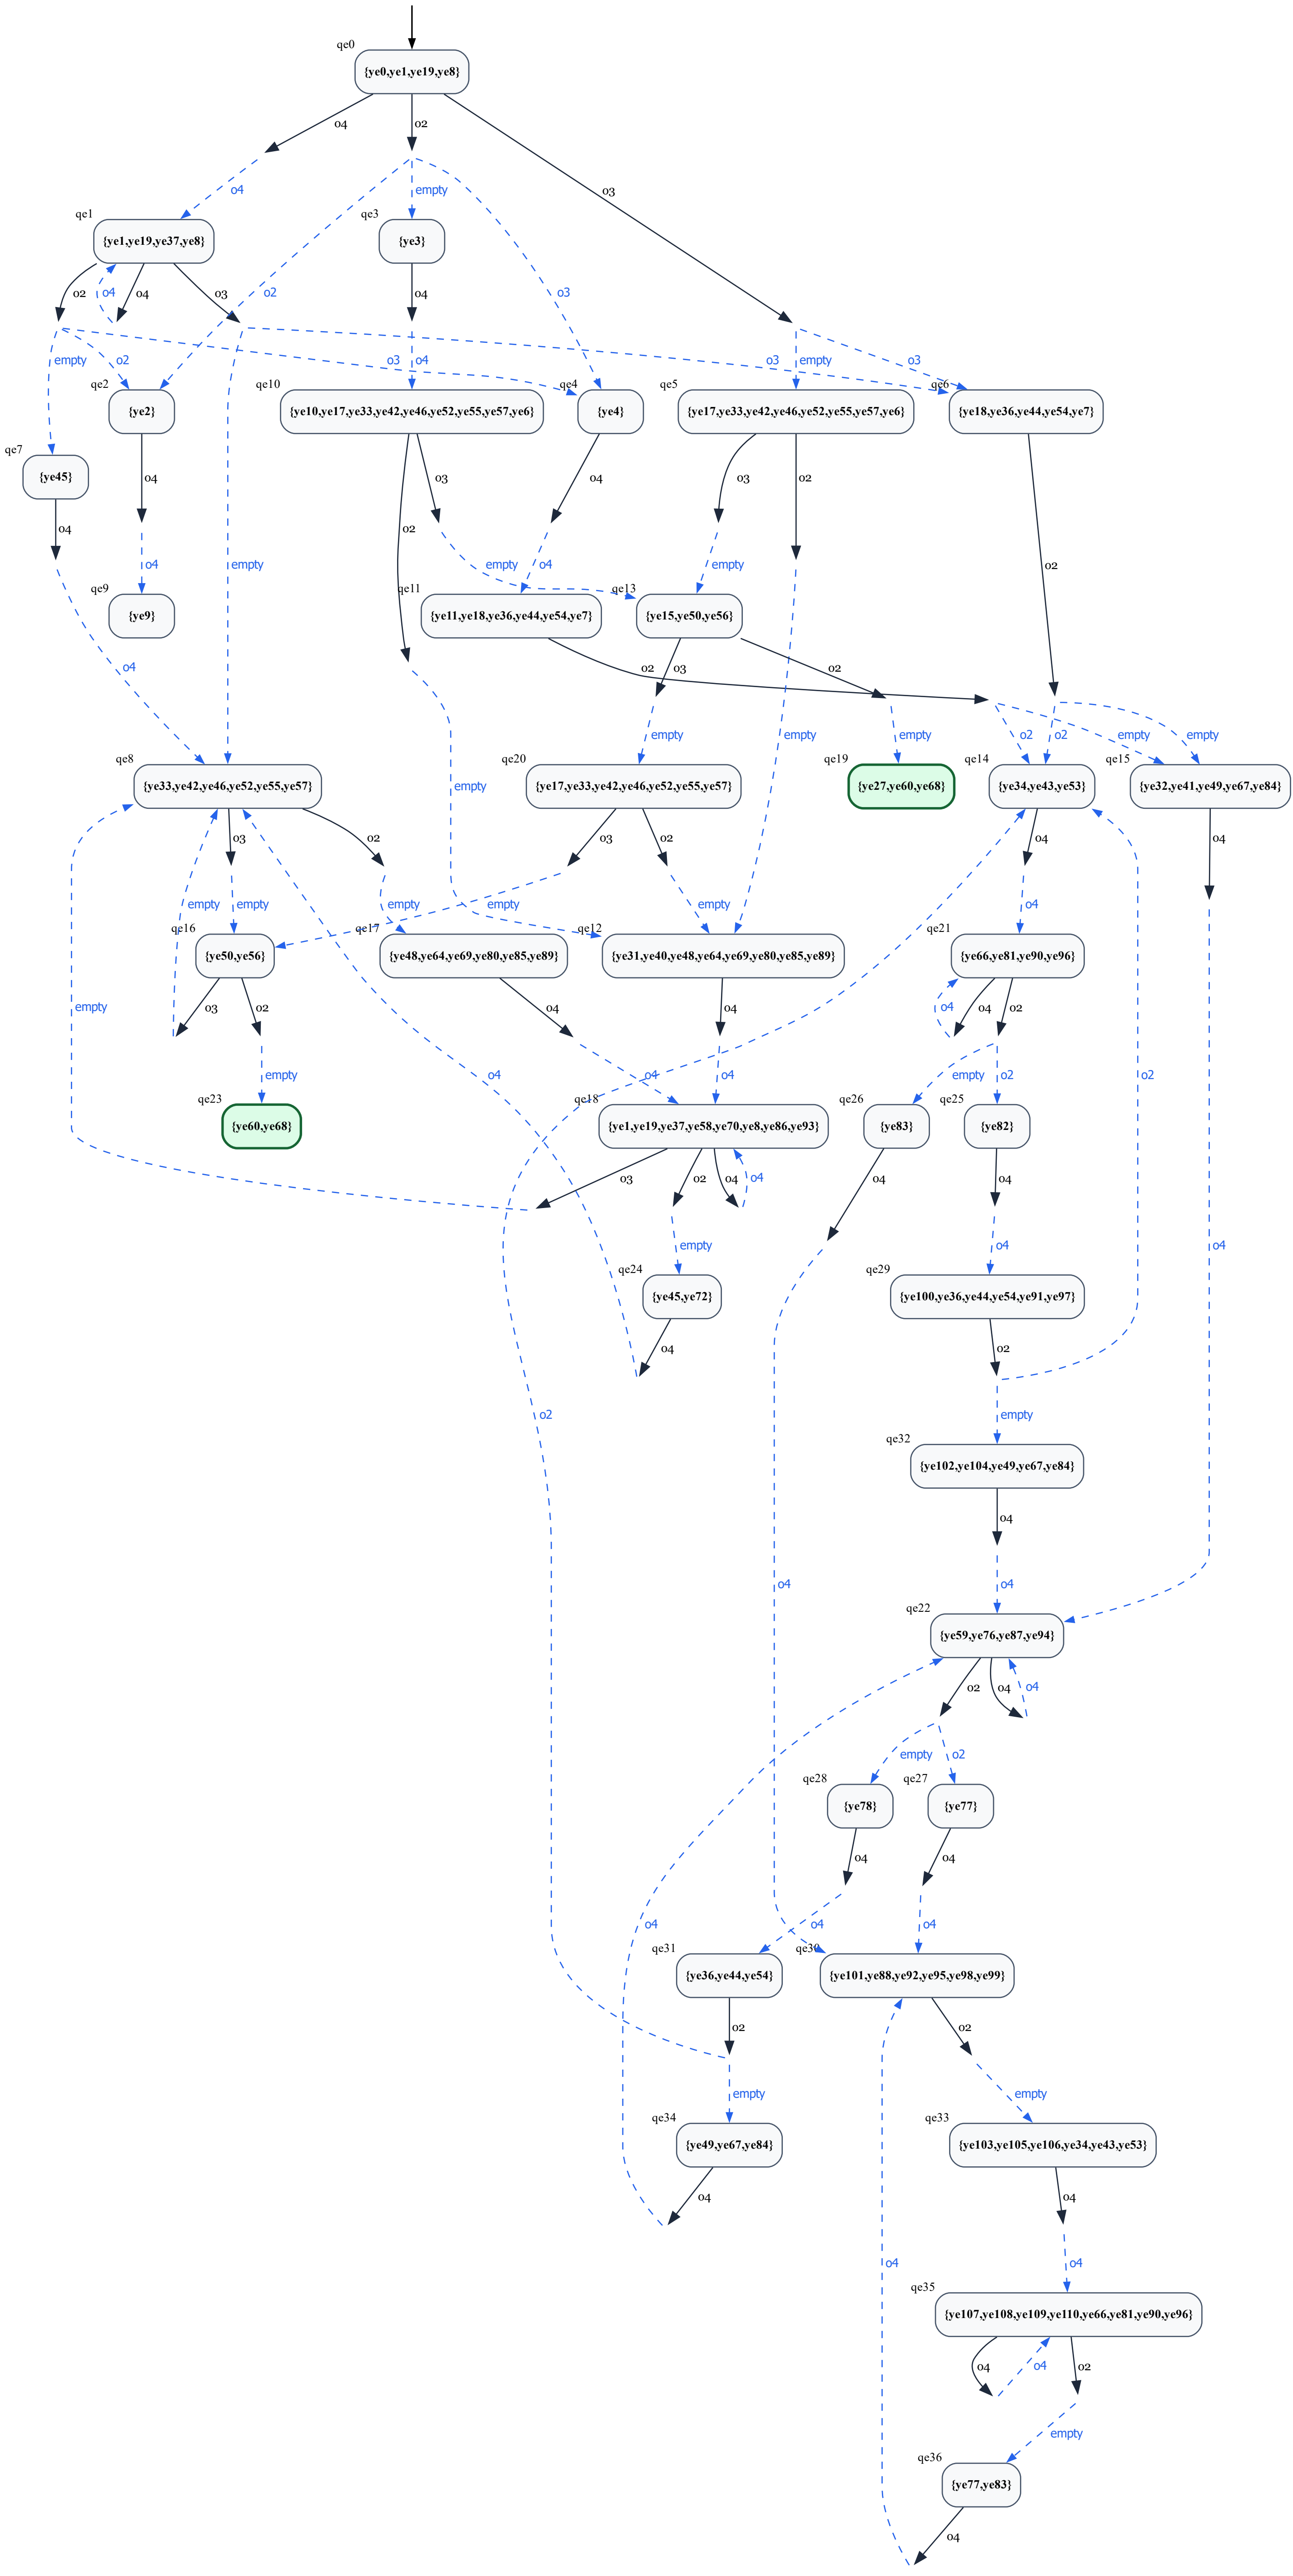 qe0
{ye0,ye1,ye19,ye8}
o4
o2
o3
o4
empty
qe1
{ye1,ye19,ye37,ye8}
qe3
{ye3}
o2
o3
o2
o4
o4
o3
o4
empty
o2
o3
o4
o3
empty
o3
qe2
{ye2}
qe10
{ye10,ye17,ye33,ye42,ye46,ye52,ye55,ye57,ye6}
qe4
{ye4}
qe5
{ye17,ye33,ye42,ye46,ye52,ye55,ye57,ye6}
qe6
{ye18,ye36,ye44,ye54,ye7}
qe7
{ye45}
o4
o3
o4
o3
o2
o4
o2
o4
empty
empty
o4
empty
o2
qe9
{ye9}
qe11
{ye11,ye18,ye36,ye44,ye54,ye7}
qe13
{ye15,ye50,ye56}
o4
o2
o3
o2
empty
empty
empty
o2
o2
empty
empty
qe8
{ye33,ye42,ye46,ye52,ye55,ye57}
qe20
{ye17,ye33,ye42,ye46,ye52,ye55,ye57}
qe19
{ye27,ye60,ye68}
qe14
{ye34,ye43,ye53}
qe15
{ye32,ye41,ye49,ye67,ye84}
empty
o3
o2
o3
o2
o4
o4
empty
empty
empty
empty
empty
o4
qe16
{ye50,ye56}
qe17
{ye48,ye64,ye69,ye80,ye85,ye89}
qe12
{ye31,ye40,ye48,ye64,ye69,ye80,ye85,ye89}
qe21
{ye66,ye81,ye90,ye96}
empty
o3
o2
o4
o4
o4
o4
o2
empty
o4
o4
o4
empty
o2
o2
qe23
{ye60,ye68}
qe18
{ye1,ye19,ye37,ye58,ye70,ye8,ye86,ye93}
qe26
{ye83}
qe25
{ye82}
o3
o2
o4
o4
o4
o4
empty
o4
o4
qe24
{ye45,ye72}
qe29
{ye100,ye36,ye44,ye54,ye91,ye97}
o4
o2
o2
empty
qe32
{ye102,ye104,ye49,ye67,ye84}
o4
o4
o4
qe22
{ye59,ye76,ye87,ye94}
o2
o4
o4
empty
o2
qe28
{ye78}
qe27
{ye77}
o4
o4
o4
o4
o4
qe31
{ye36,ye44,ye54}
qe30
{ye101,ye88,ye92,ye95,ye98,ye99}
o2
o2
empty
empty
qe34
{ye49,ye67,ye84}
qe33
{ye103,ye105,ye106,ye34,ye43,ye53}
o4
o4
o4
o4
qe35
{ye107,ye108,ye109,ye110,ye66,ye81,ye90,ye96}
o4
o4
o2
empty
qe36
{ye77,ye83}
o4